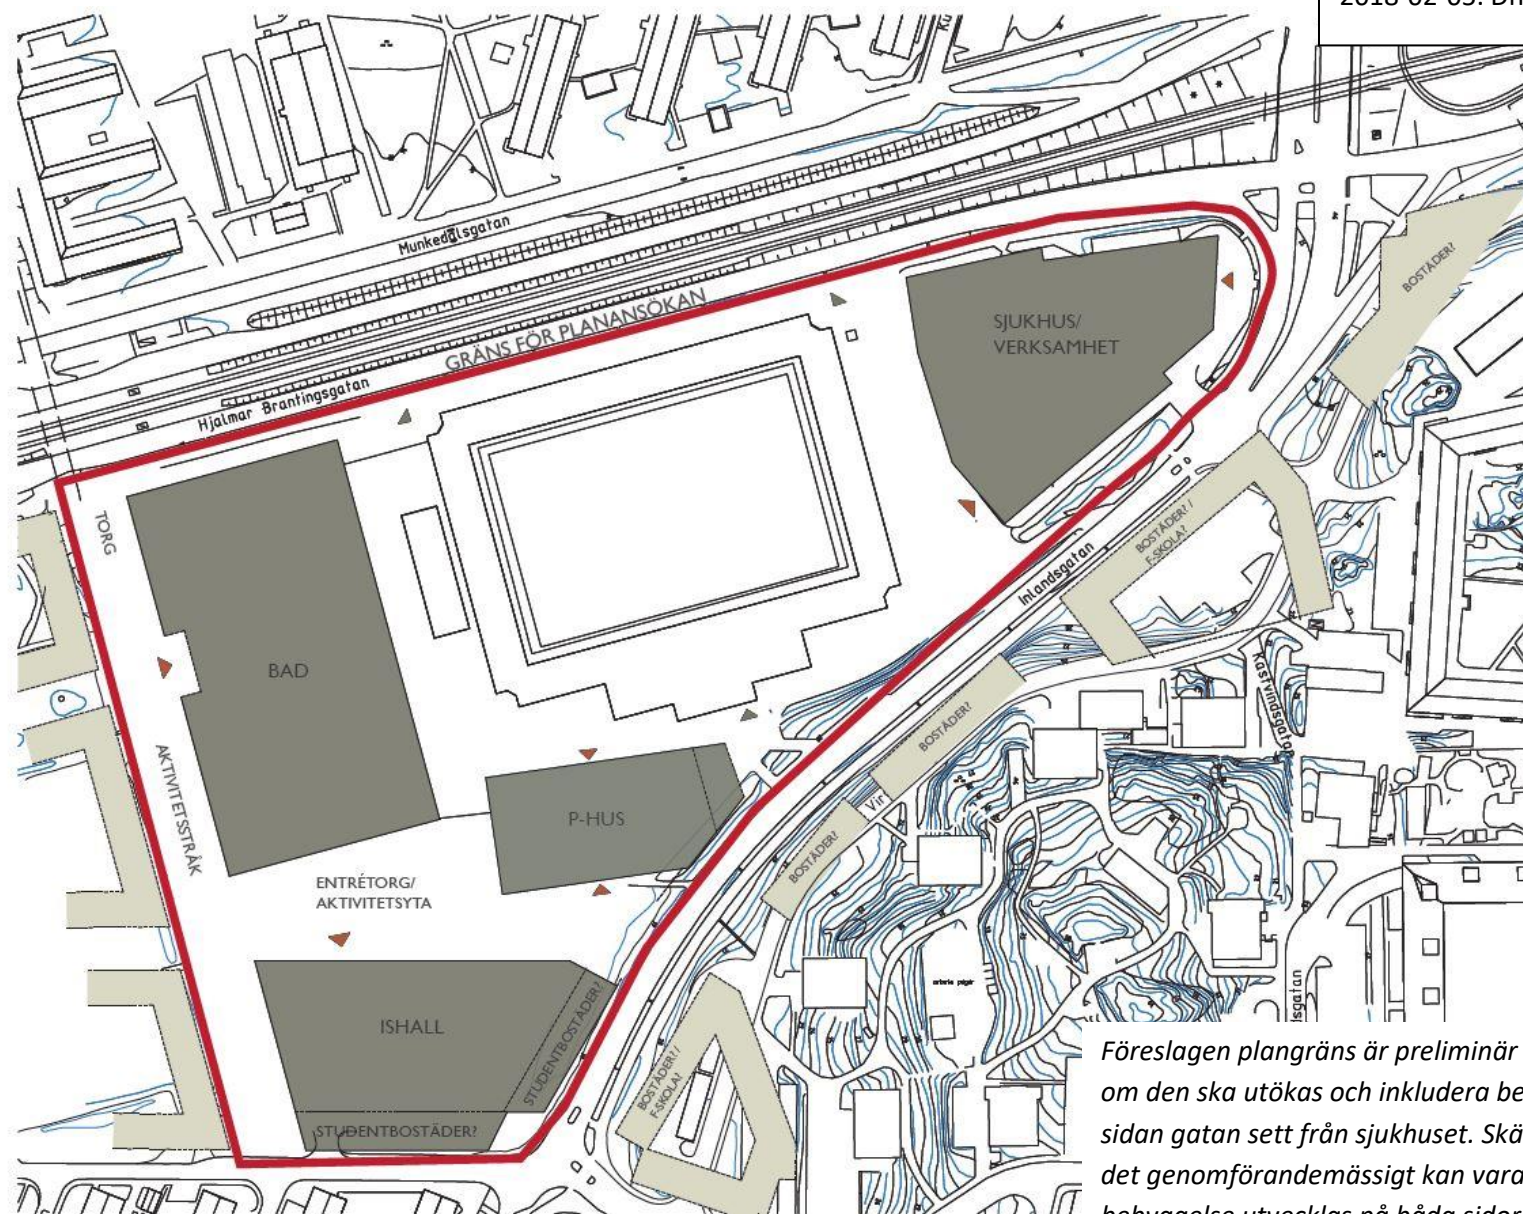 Munkedalsgatan
GRÄNS FÖR PLANANSÖKAN
Hjalmar Brantingsgatan
BOSTÄDER?
SJUKHUS/
VERKSAMHET
TORG
BOSTÄDER? /
F-SKOLA?
Inlandsgatan
BAD
Kastvindsgatan
BOSTÄDER?
AKTIVITETSSTRÅK
P-HUS
Vir
BOSTÄDER?
ENTRÉTORG/
AKTIVITETSYTA
ISHALL
STUDENTBOSTÄDER?
BOSTÄDER? /
F-SKOLA?
STUDENTBOSTÄDER?
sgatan
Föreslagen plangräns är preliminär
om den ska utökas och inkludera be
sidan gatan sett från sjukhuset. Skä
det genomförandemässigt kan vara